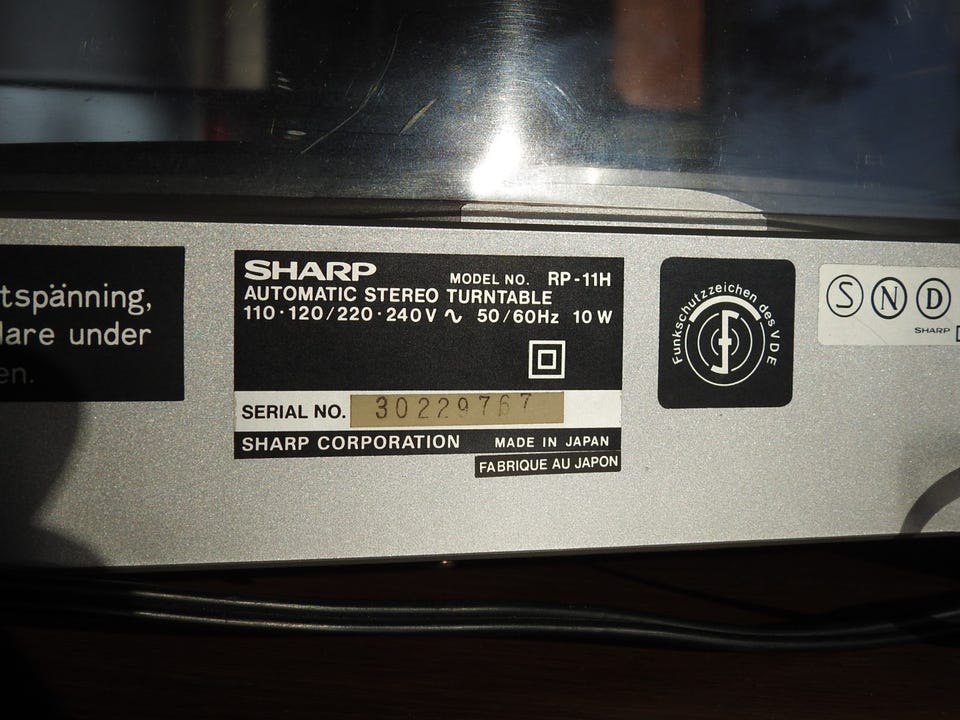 tspänning,
lare under
en.
SHARP MODEL NO. RP-11H
AUTOMATIC STEREO TURNTABLE
110·120/220·240V ∿ 50/60Hz 10 W
SERIAL NO. 30229767
SHARP CORPORATION MADE IN JAPAN
FABRIQUE AU JAPON
Funkschutzzeichen des VDE
S N D
SHARP